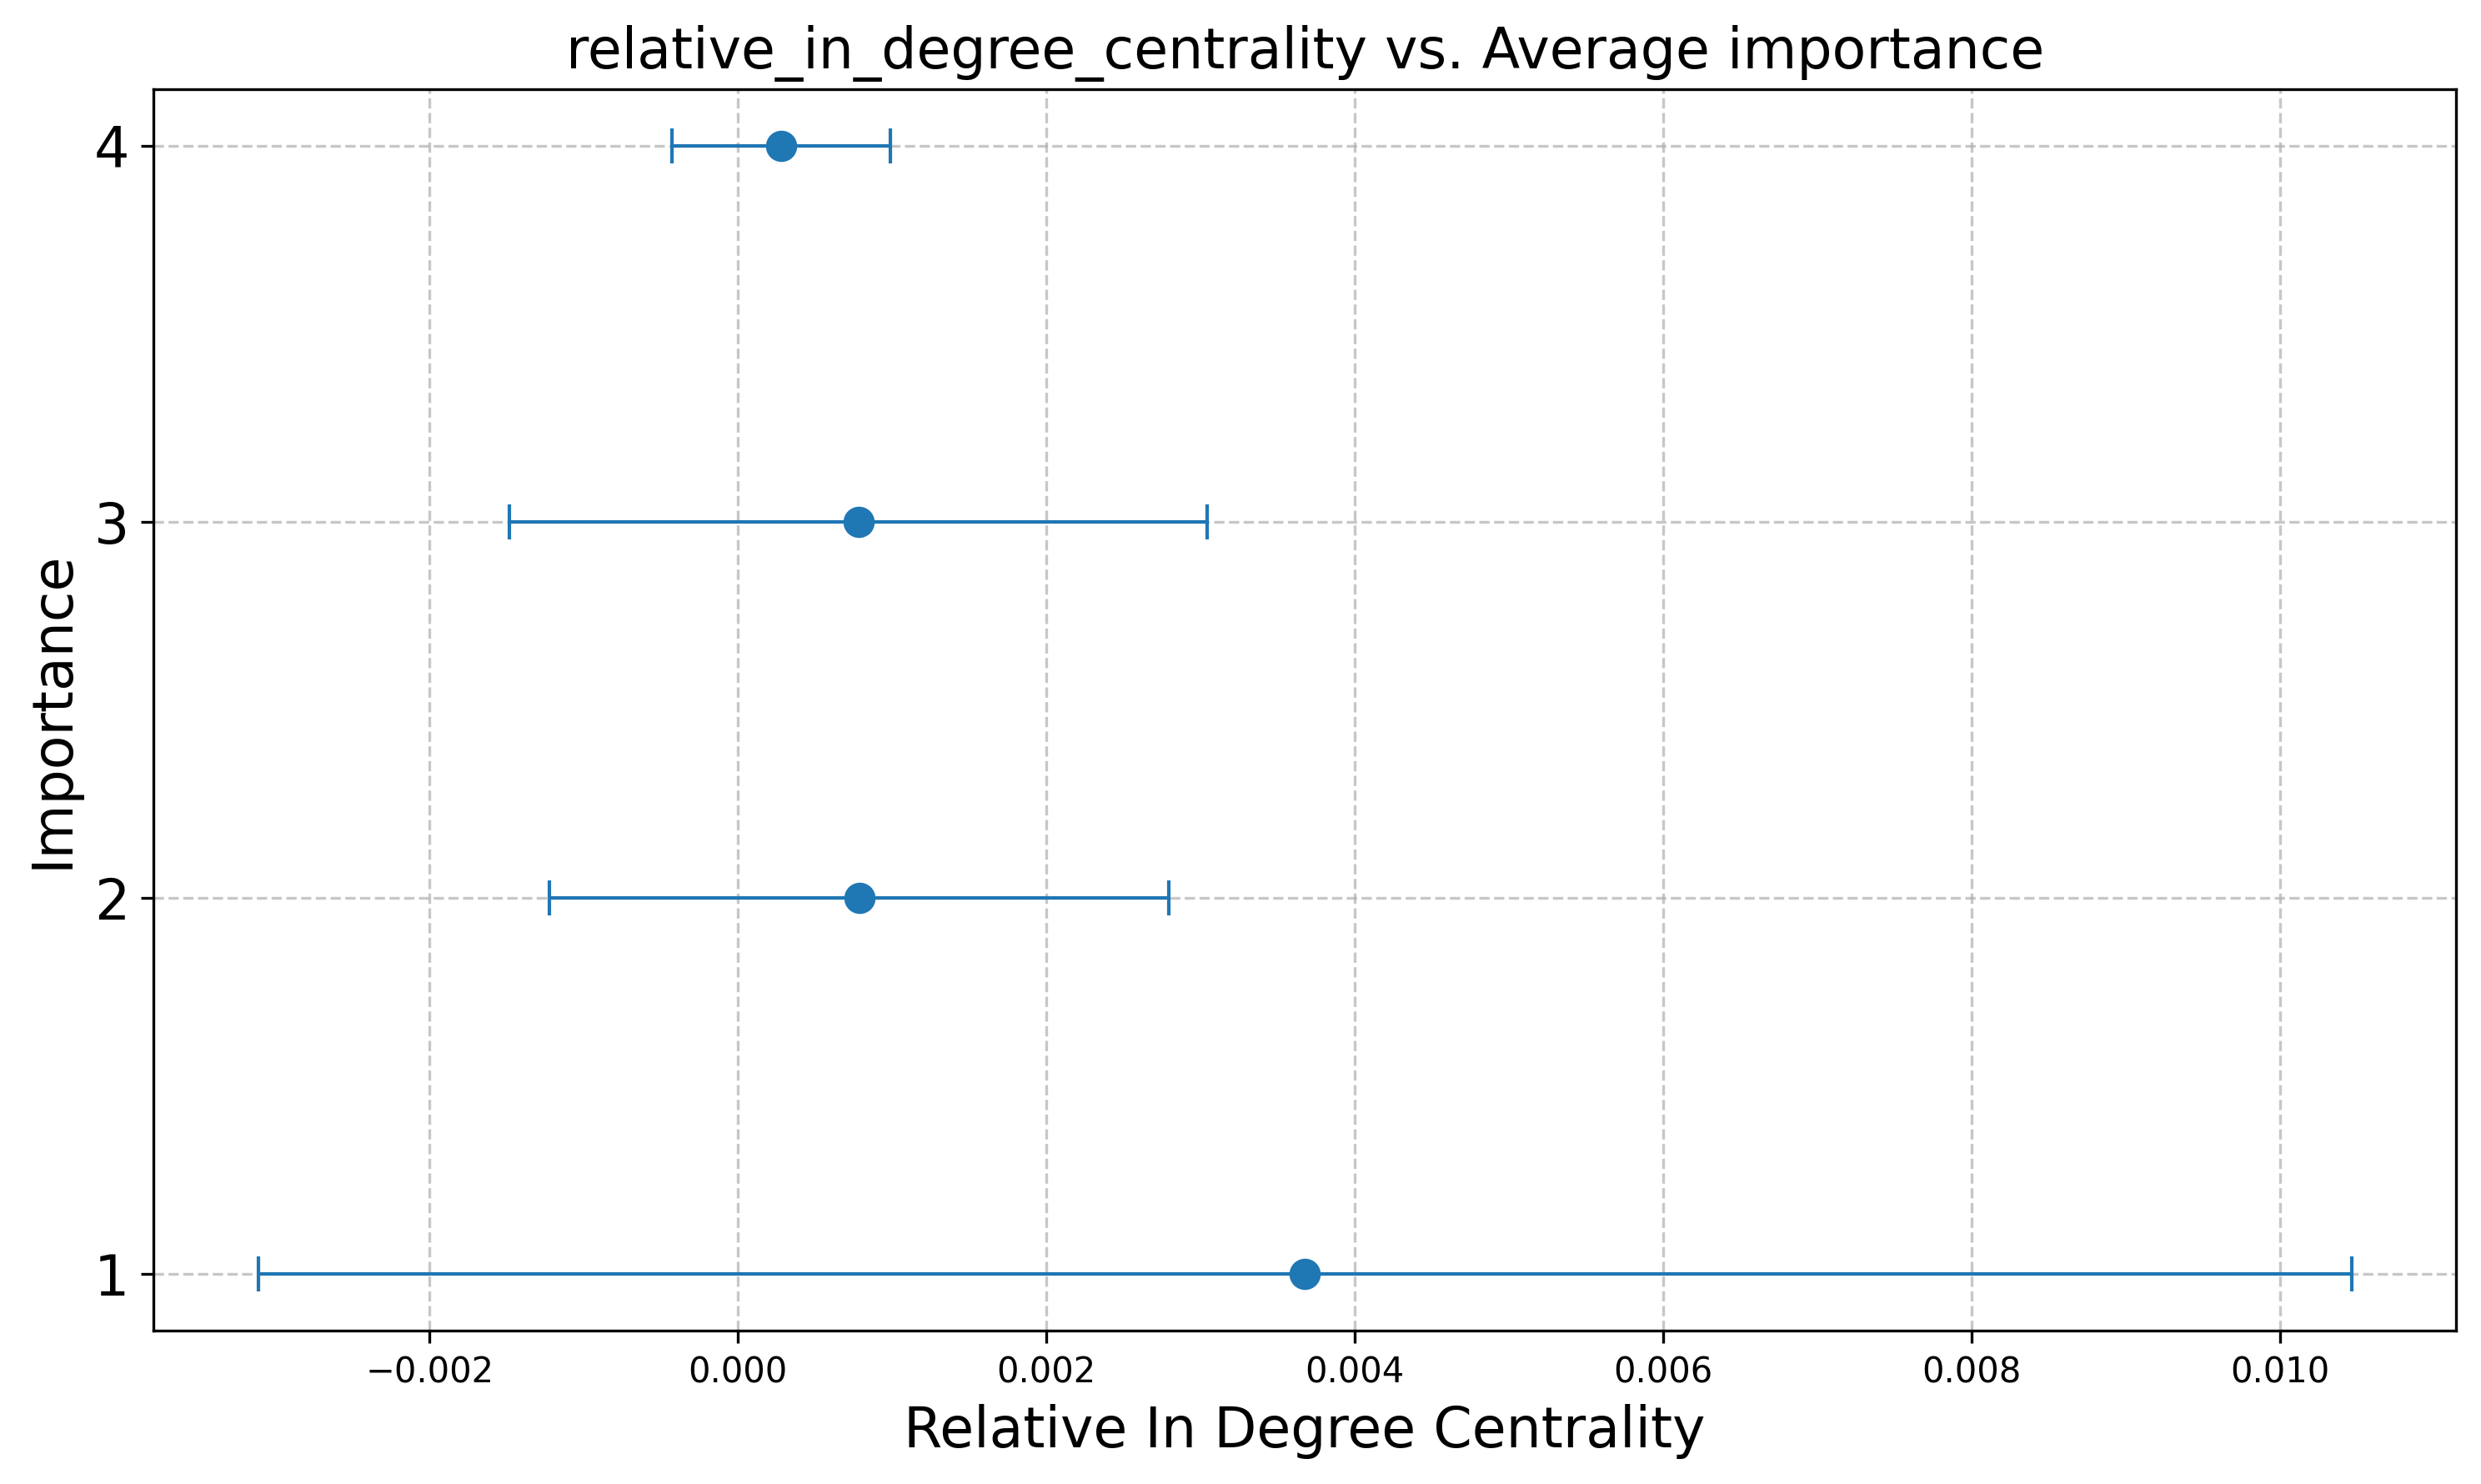 relative_in_degree_centrality vs. Average importance
4
3
2
1
Importance
−0.002 0.000 0.002 0.004 0.006 0.008 0.010
Relative In Degree Centrality